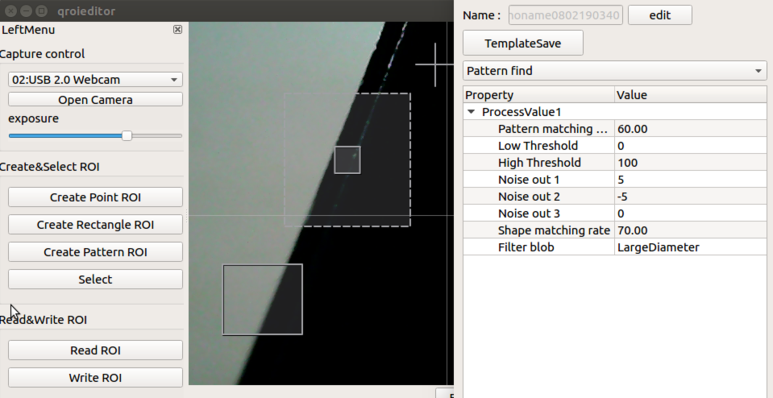 qroieditor
LeftMenu
Capture control
02:USB 2.0 Webcam
Open Camera
exposure
Create&Select ROI
Create Point ROI
Create Rectangle ROI
Create Pattern ROI
Select
Read&Write ROI
Read ROI
Write ROI
Name : noname0802190340 edit
TemplateSave
Pattern find
Property Value
ProcessValue1
Pattern matching ... 60.00
Low Threshold 0
High Threshold 100
Noise out 1 5
Noise out 2 -5
Noise out 3 0
Shape matching rate 70.00
Filter blob LargeDiameter